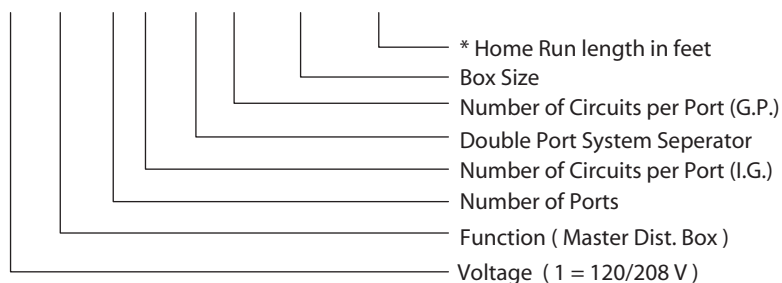 * Home Run length in feet
Box Size
Number of Circuits per Port (G.P.)
Double Port System Seperator
Number of Circuits per Port (I.G.)
Number of Ports
Function ( Master Dist. Box )
Voltage ( 1 = 120/208 V )